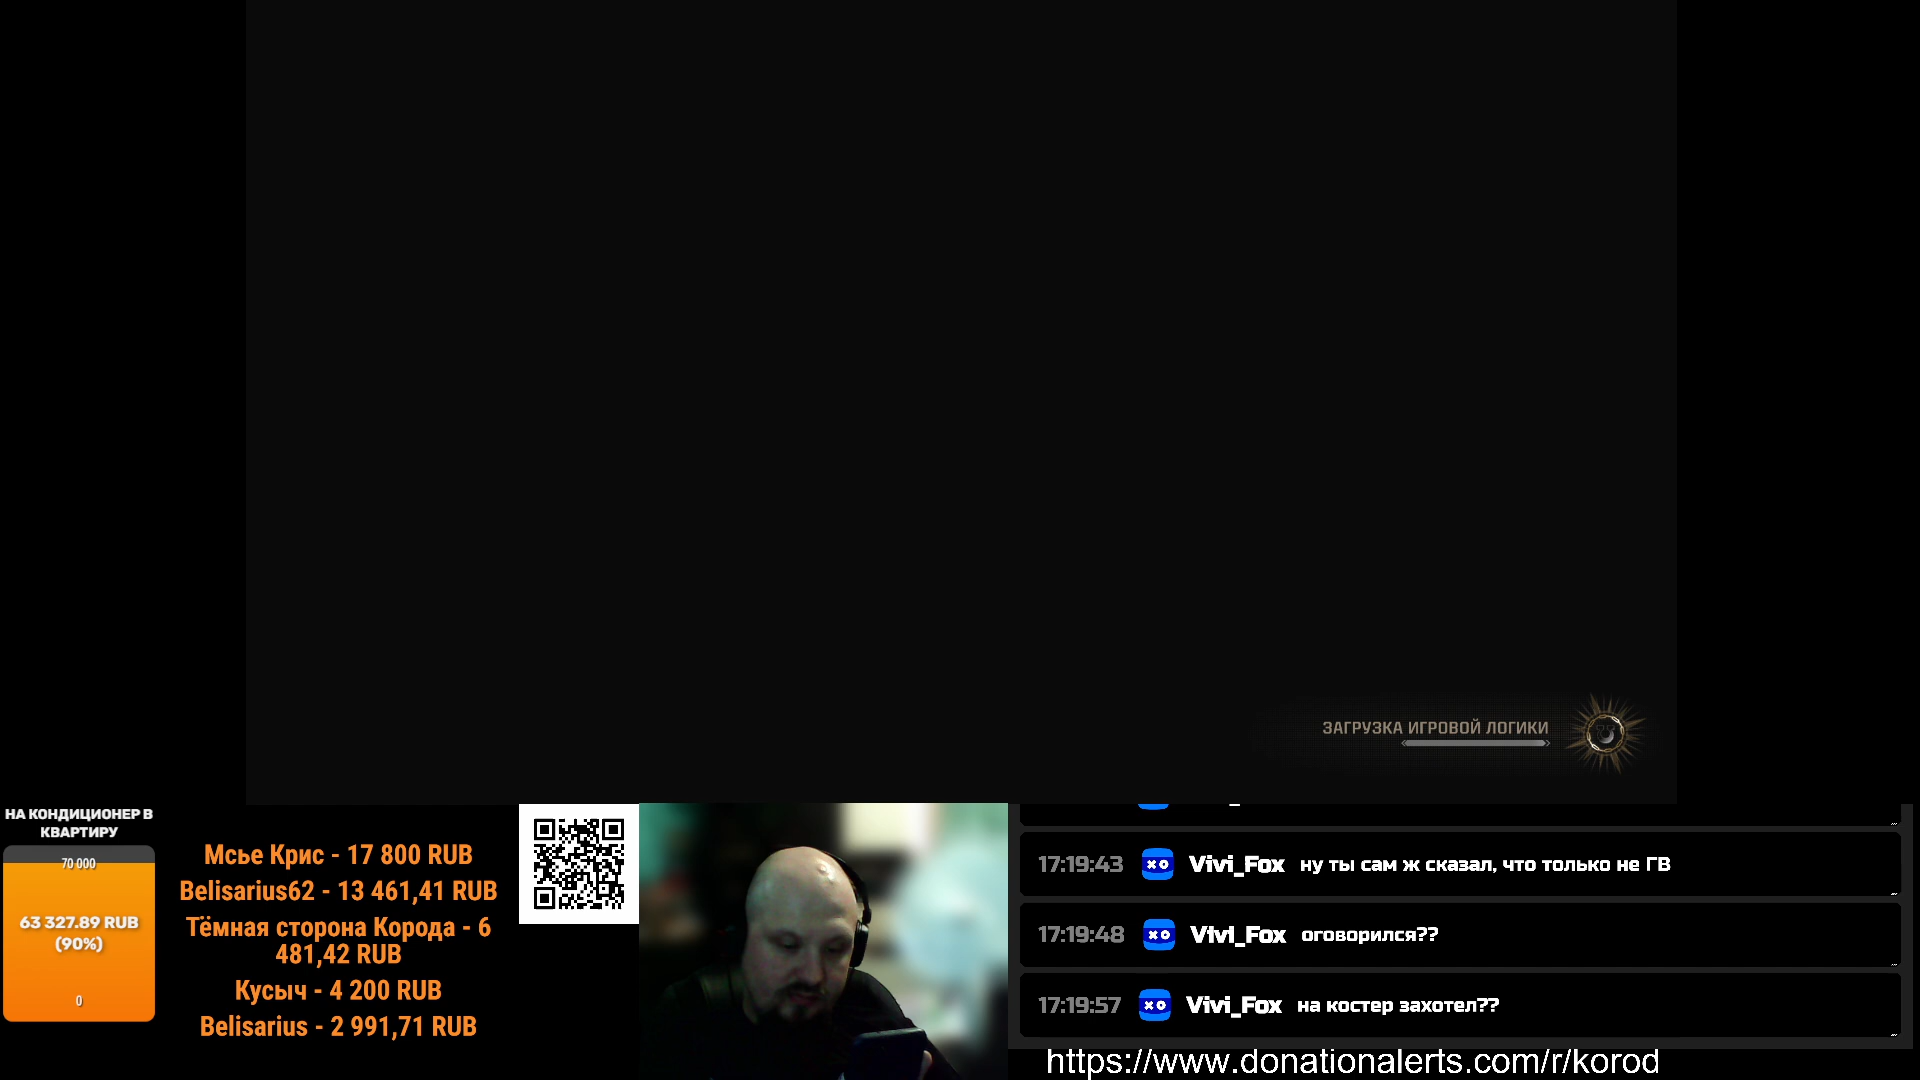 ЗАГРУЗКА ИГРОВОЙ ЛОГИКИ
НА КОНДИЦИОНЕР В
КВАРТИРУ
70 000
63 327.89 RUB
(90%)
0
Мсье Крис - 17 800 RUB
Belisarius62 - 13 461,41 RUB
Тёмная сторона Корода - 6
481,42 RUB
Кусыч - 4 200 RUB
Belisarius - 2 991,71 RUB
17:19:43 Vivi_Fox ну ты сам ж сказал, что только не ГВ
17:19:48 Vivi_Fox оговорился??
17:19:57 Vivi_Fox на костер захотел??
https://www.donationalerts.com/r/korod